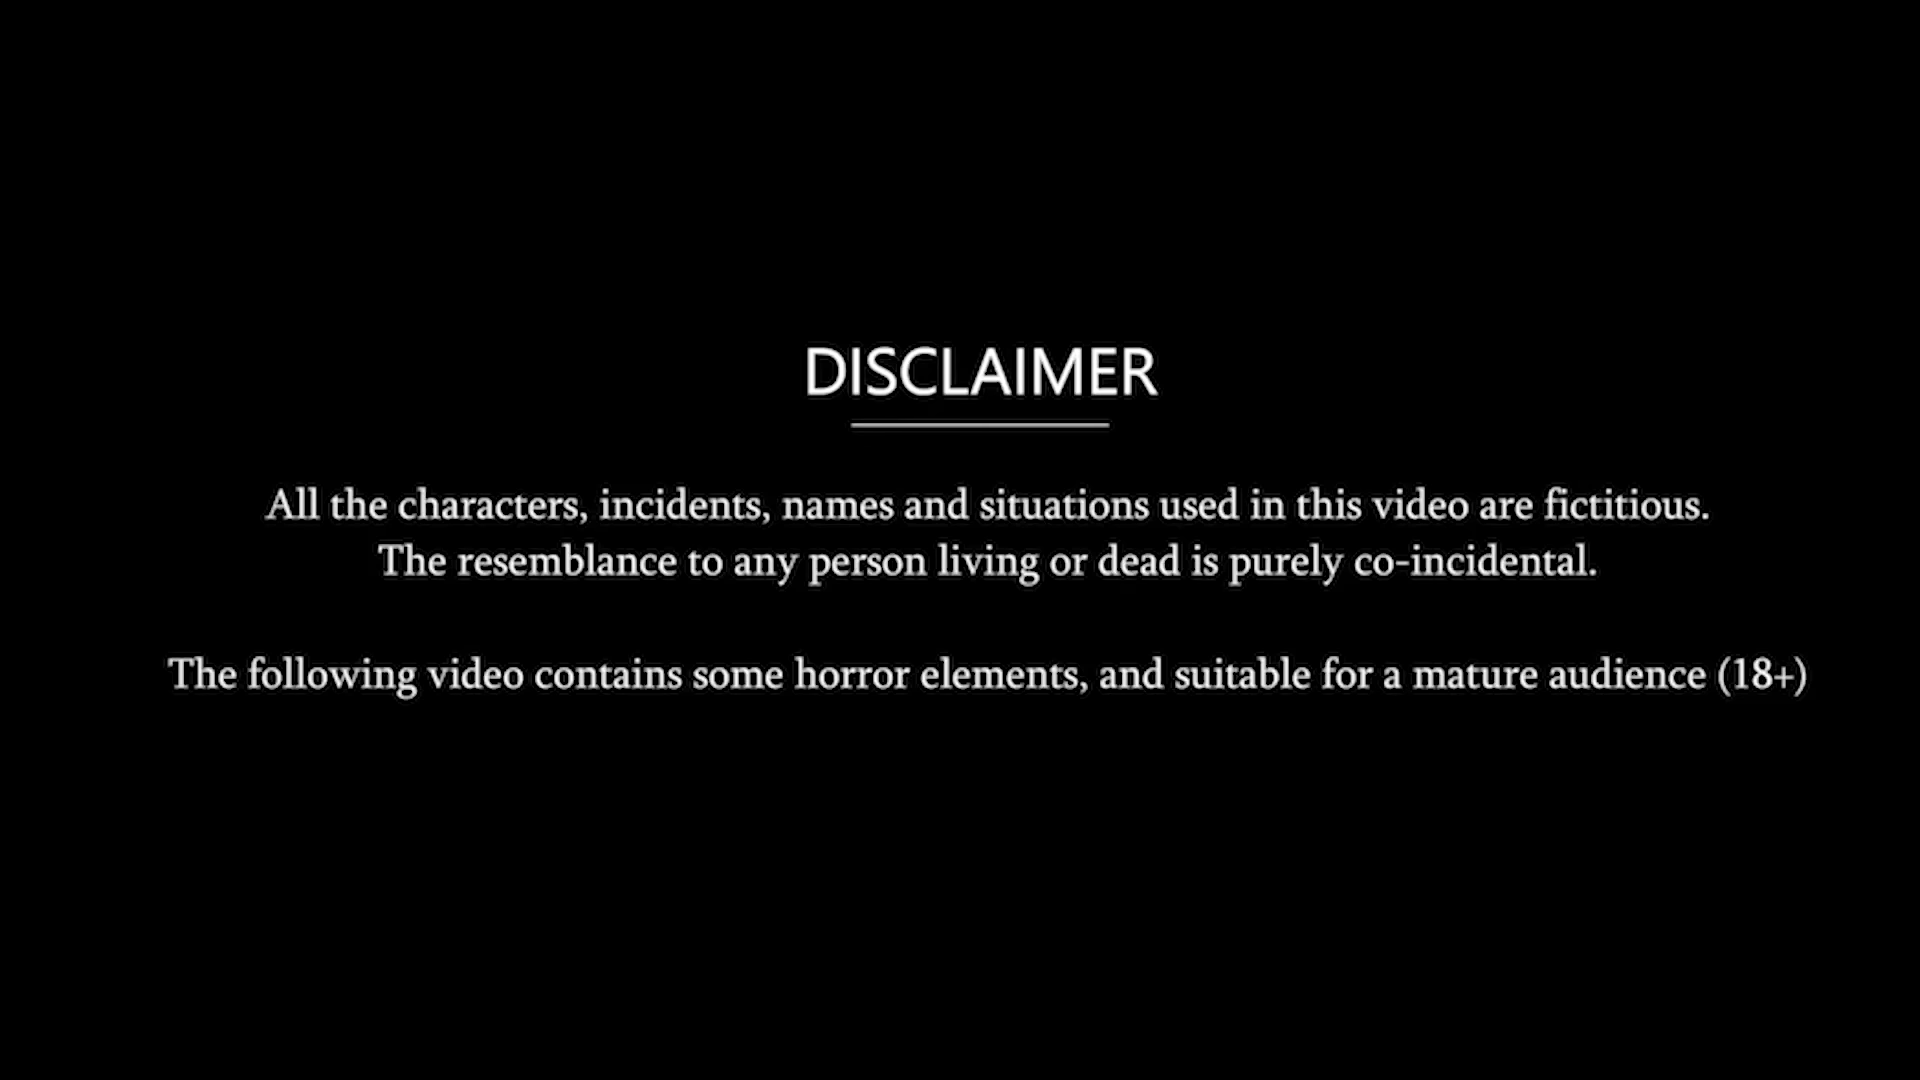 DISCLAIMER
All the characters, incidents, names and situations used in this video are fictitious.
The resemblance to any person living or dead is purely co-incidental.
The following video contains some horror elements, and suitable for a mature audience (18+)